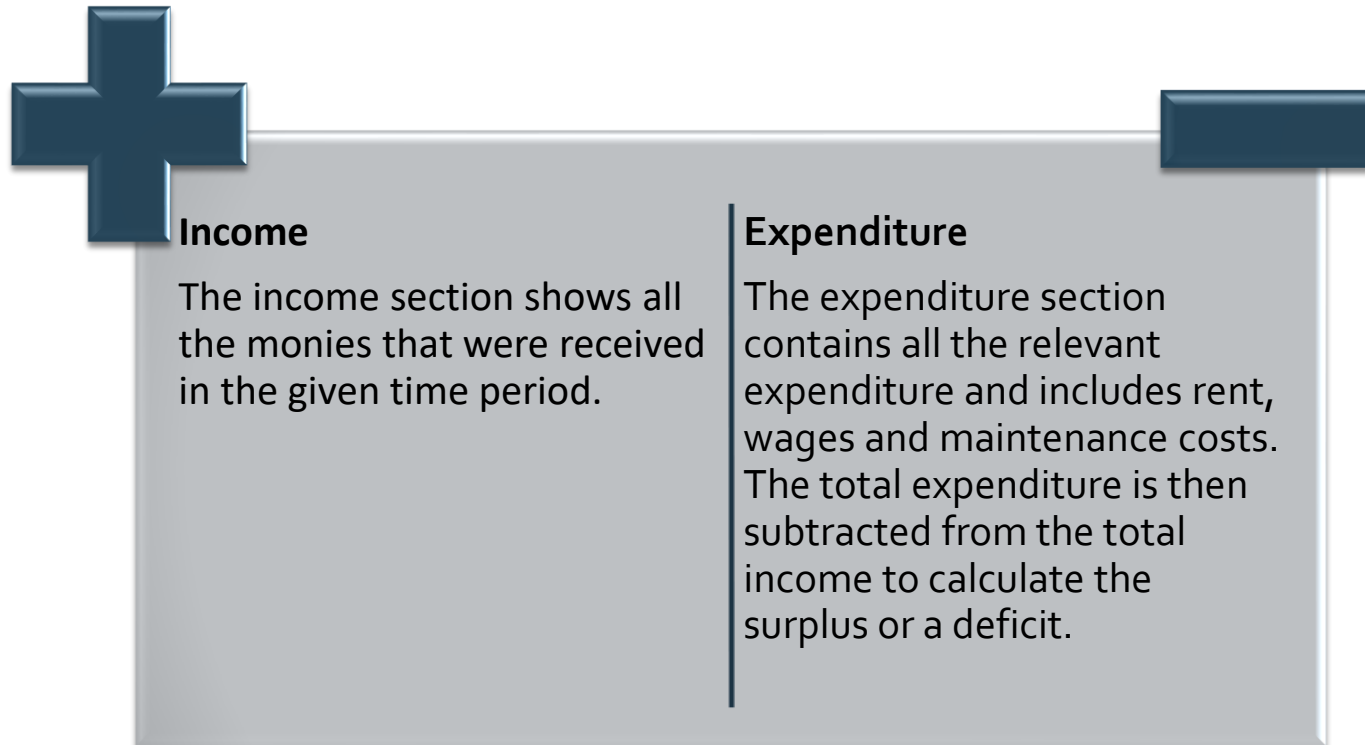 Income
The income section shows all
the monies that were received
in the given time period.
Expenditure
The expenditure section
contains all the relevant
expenditure and includes rent,
wages and maintenance costs.
The total expenditure is then
subtracted from the total
income to calculate the
surplus or a deficit.